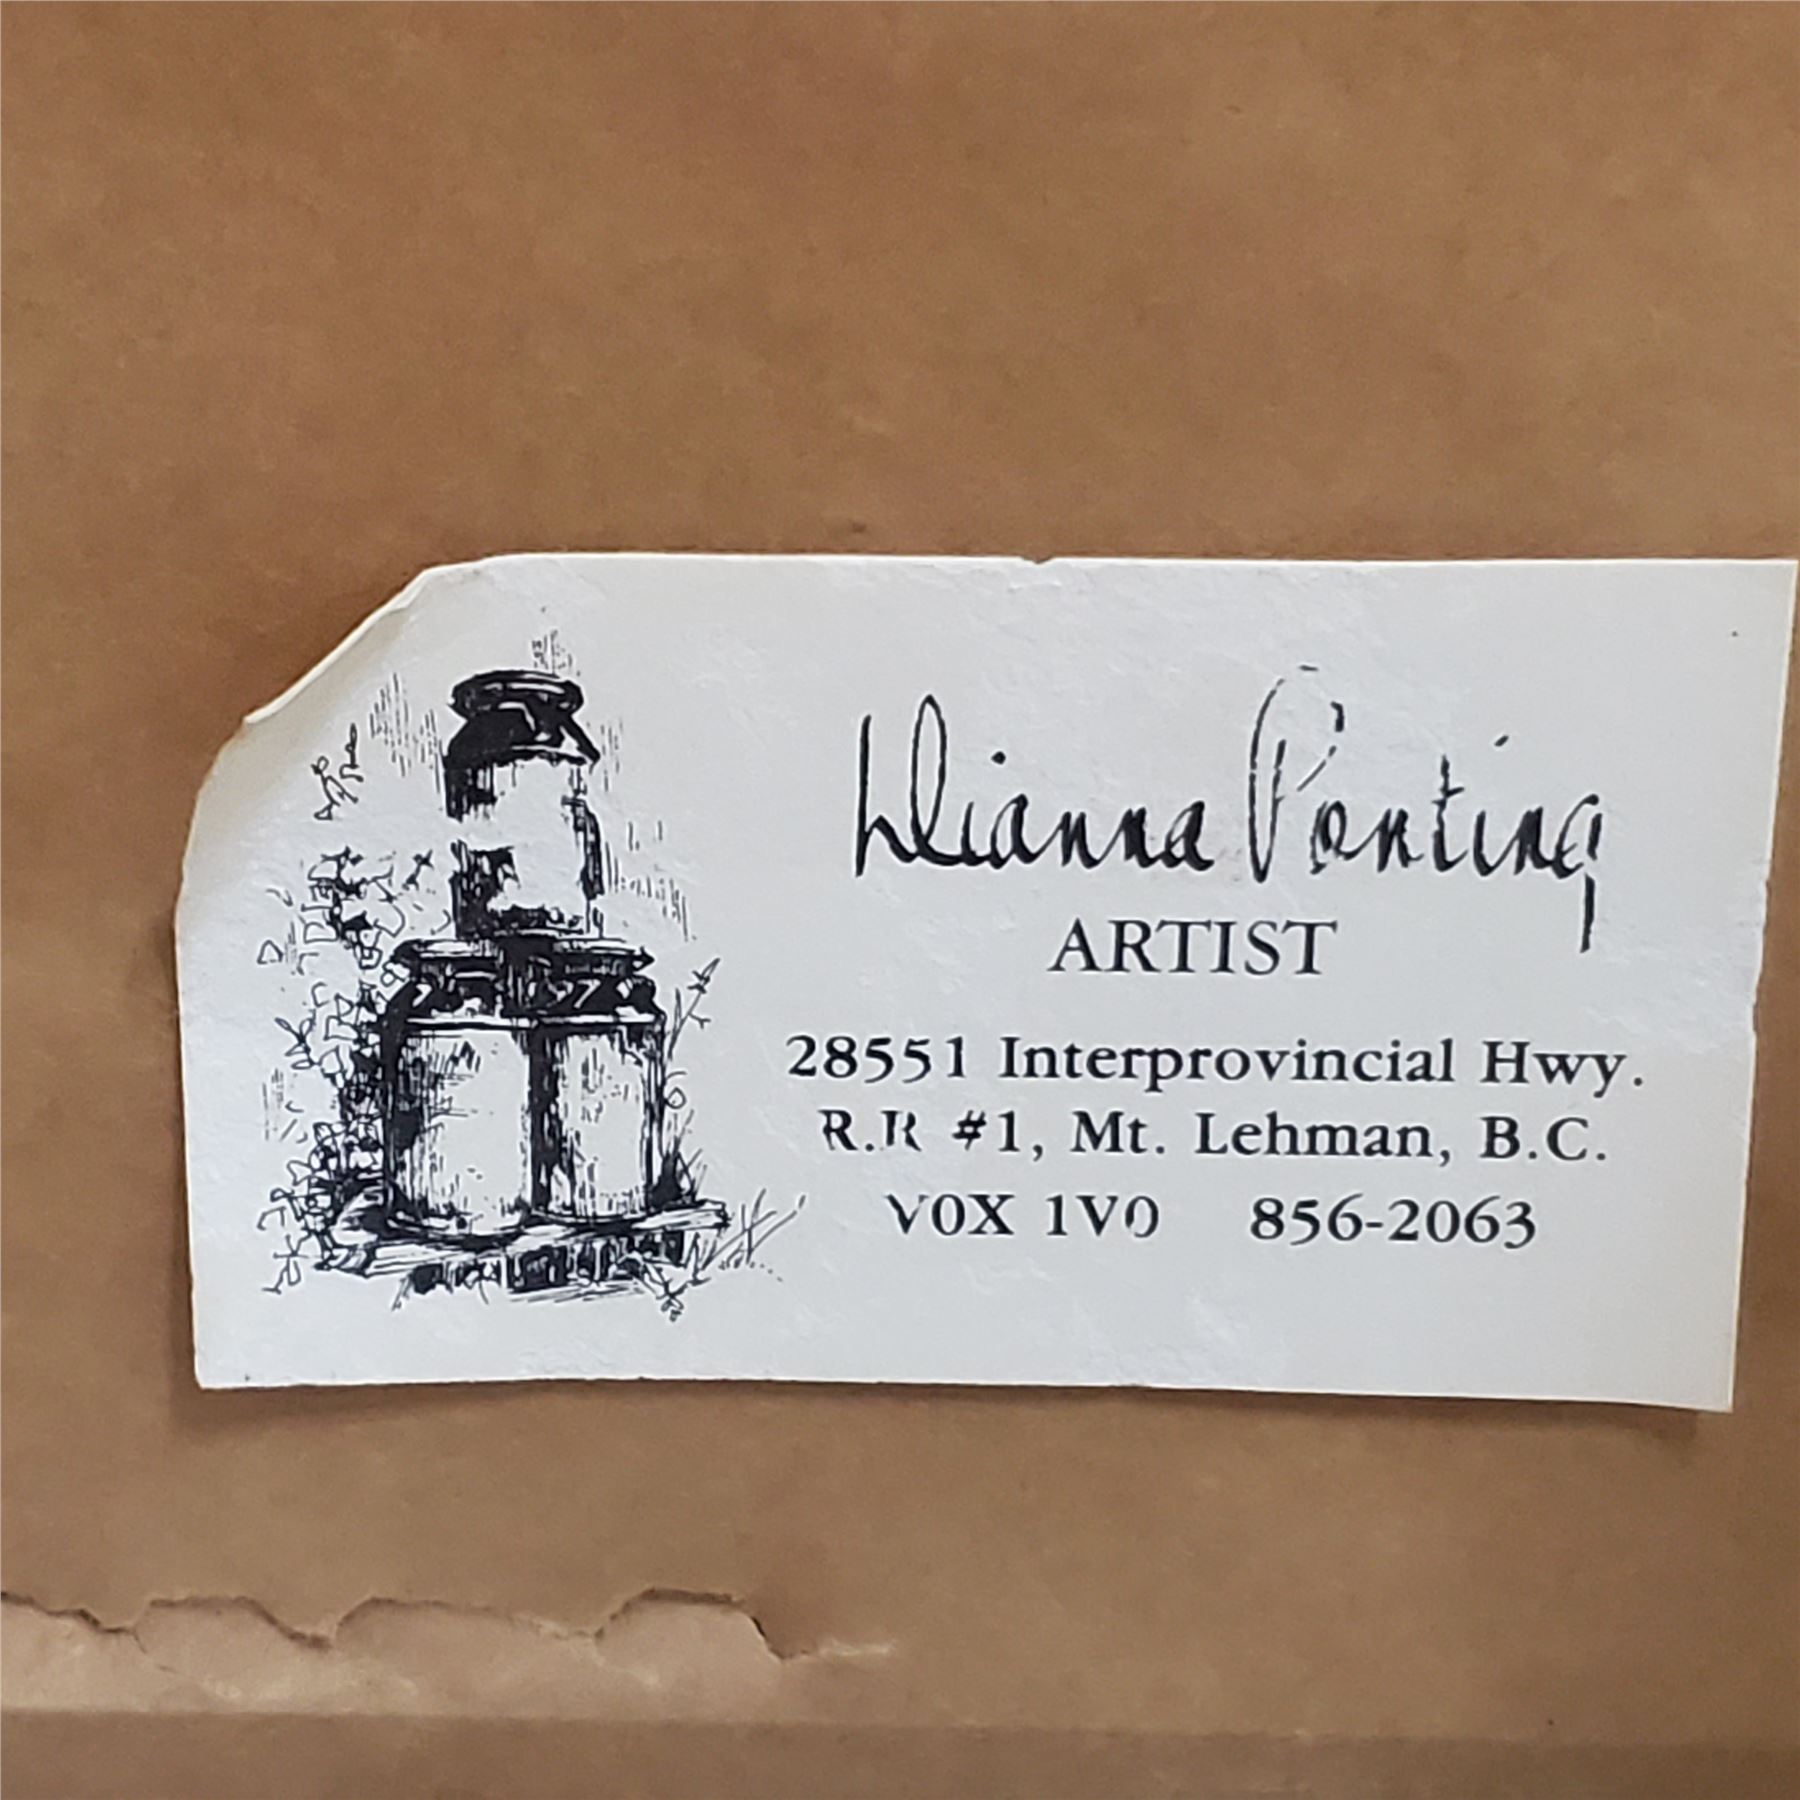 Dianna Ponting
ARTIST
28551 Interprovincial Hwy.
R.R #1, Mt. Lehman, B.C.
V0X 1V0 856-2063